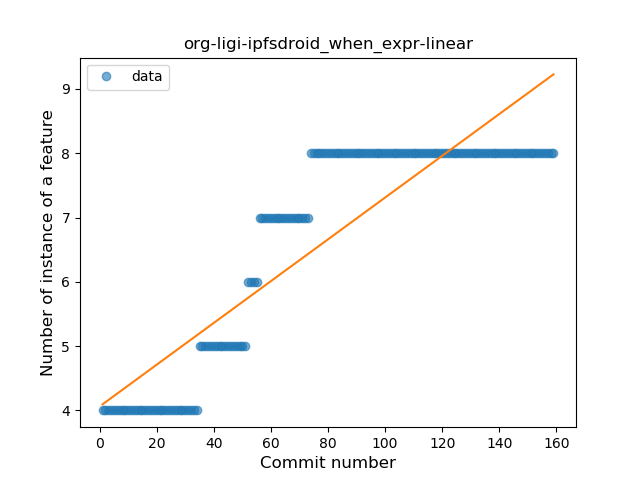 org-ligi-ipfsdroid_when_expr-linear
data
Number of instance of a feature
9
8
7
6
5
4
0 20 40 60 80 100 120 140 160
Commit number